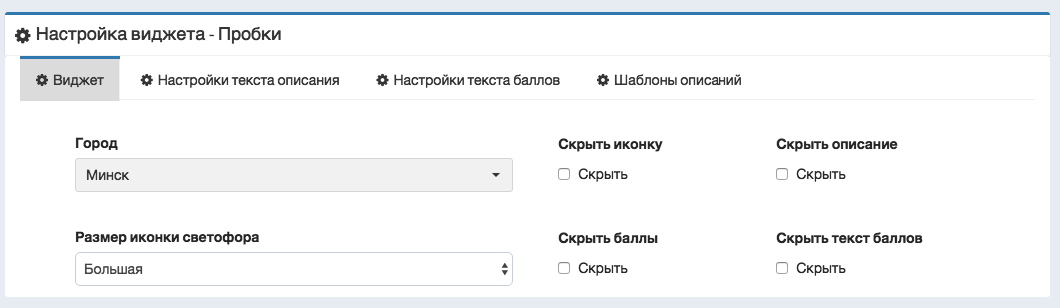 Настройка виджета - Пробки
Виджет Настройки текста описания Настройки текста баллов Шаблоны описаний
Город Скрыть иконку Скрыть описание
Минск Скрыть Скрыть
Размер иконки светофора Скрыть баллы Скрыть текст баллов
Большая Скрыть Скрыть